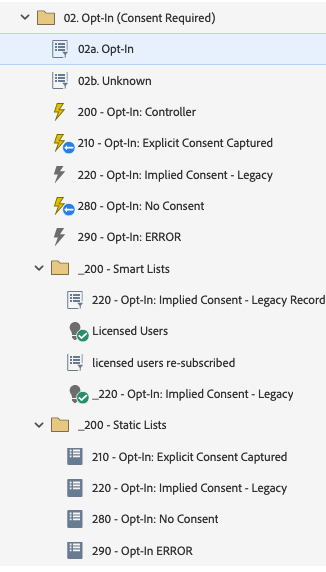 02. Opt-In (Consent Required)
02a. Opt-In
02b. Unknown
200 - Opt-In: Controller
210 - Opt-In: Explicit Consent Captured
220 - Opt-In: Implied Consent - Legacy
280 - Opt-In: No Consent
290 - Opt-In: ERROR
_200 - Smart Lists
220 - Opt-In: Implied Consent - Legacy Record
Licensed Users
licensed users re-subscribed
_220 - Opt-In: Implied Consent - Legacy
_200 - Static Lists
210 - Opt-In: Explicit Consent Captured
220 - Opt-In: Implied Consent - Legacy
280 - Opt-In: No Consent
290 - Opt-In ERROR